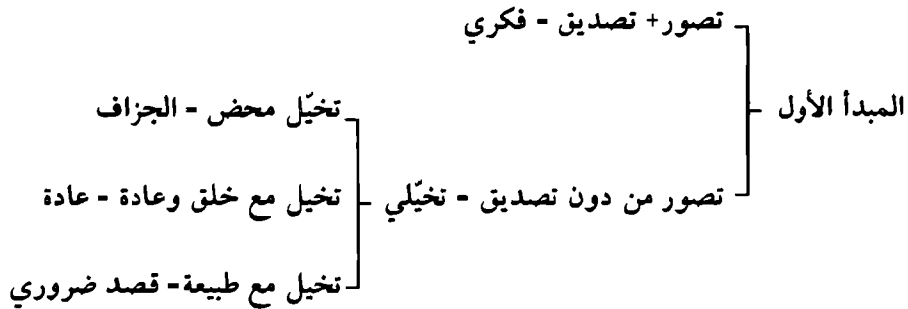 تصور+ تصديق - فكري
المبدأ الأول
تخيّل محض - الجزاف
تصور من دون تصديق - تخيّلي
تخيل مع خلق وعادة - عادة
تخيل مع طبيعة- قصد ضروري